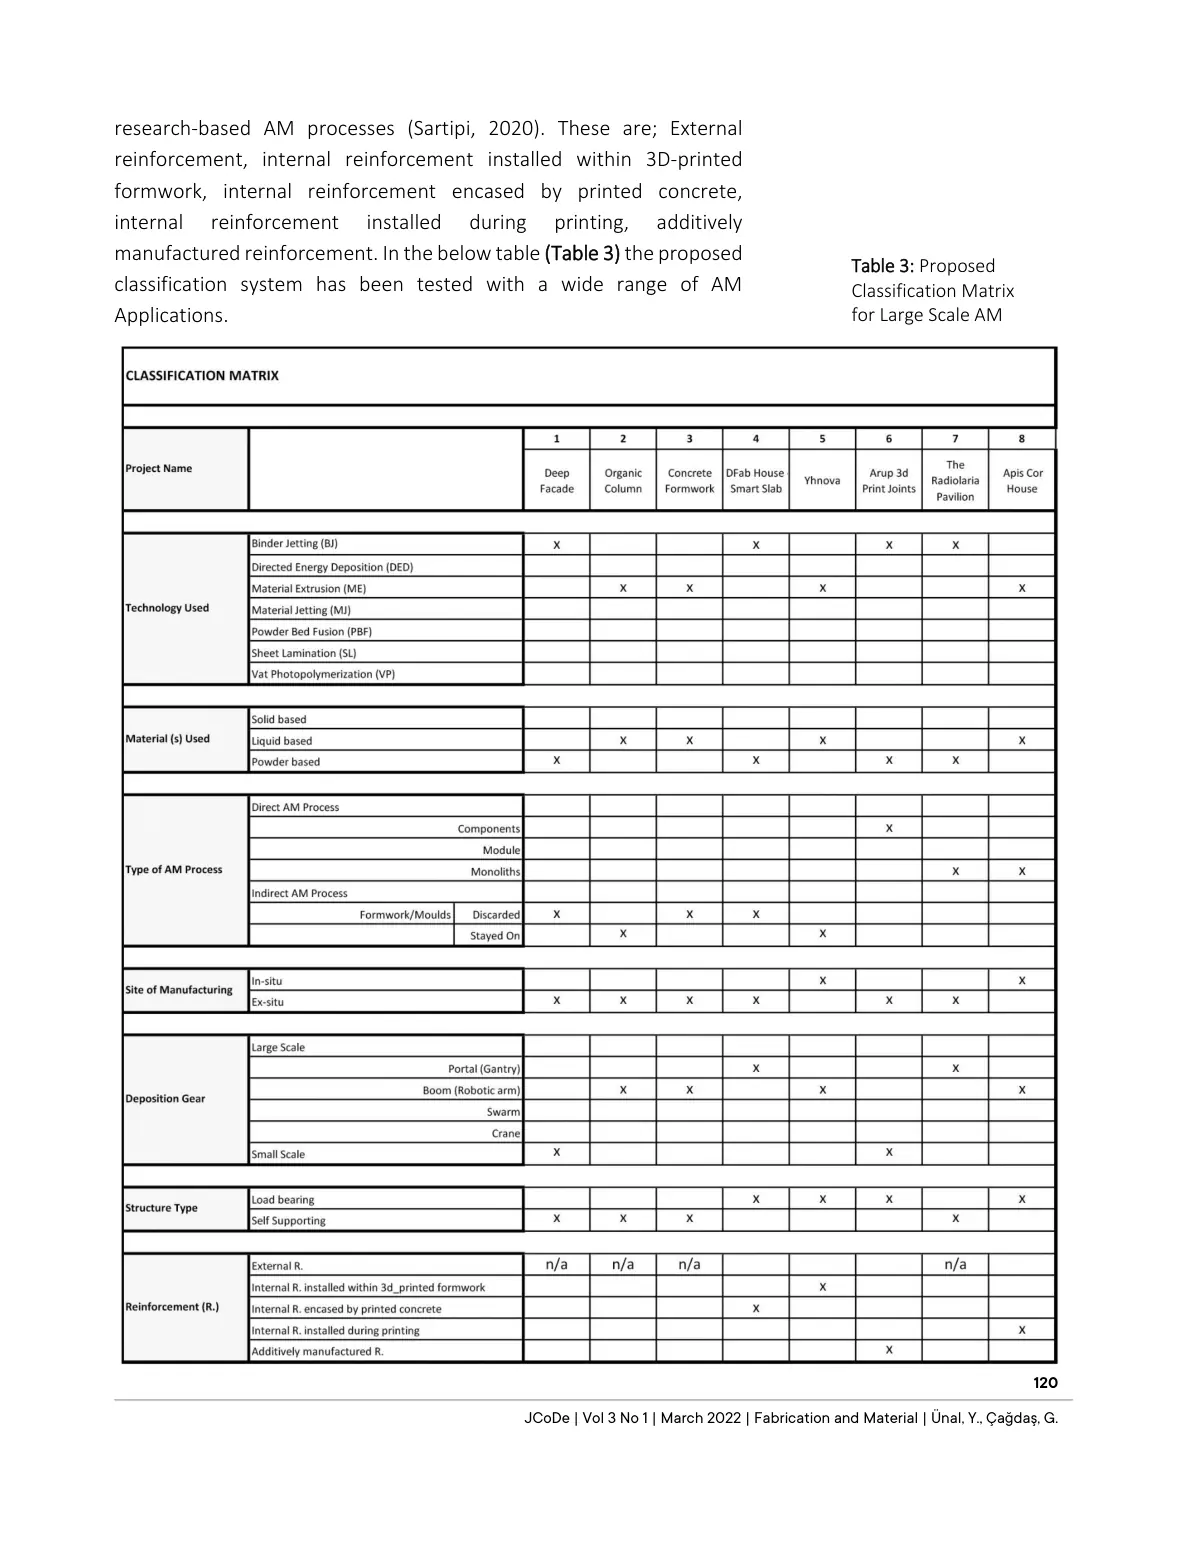 research-based AM processes (Sartipi, 2020). These are; External
reinforcement, internal reinforcement installed within 3D-printed
formwork, internal reinforcement encased by printed concrete,
internal reinforcement installed during printing, additively
manufactured reinforcement. In the below table (Table 3) the proposed
classification system has been tested with a wide range of AM
Applications.
Table 3: Proposed
Classification Matrix
for Large Scale AM
CLASSIFICATION MATRIX
Project Name
1 2 3 4 5 6 7 8
Deep
Facade
Organic
Column
Concrete
Formwork
DFab House
Smart Slab
Yhnova
Arup 3d
Print Joints
The
Radiolaria
Pavilion
Apis Cor
House
Technology Used
Binder Jetting (BJ) x x x x
Directed Energy Deposition (DED)
Material Extrusion (ME) x x x x
Material Jetting (MJ)
Powder Bed Fusion (PBF)
Sheet Lamination (SL)
Vat Photopolymerization (VP)
Material (s) Used
Solid based
Liquid based x x x x
Powder based x x x x
Type of AM Process
Direct AM Process
Components x
Module
Monoliths x x
Indirect AM Process
Formwork/Moulds Discarded x x x
Stayed On x x
Site of Manufacturing
In-situ x x
Ex-situ x x x x x x
Deposition Gear
Large Scale
Portal (Gantry) x x
Boom (Robotic arm) x x x x
Swarm
Crane
Small Scale x x
Structure Type
Load bearing x x x x
Self Supporting x x x x
Reinforcement (R.)
External R. n/a n/a n/a n/a
Internal R. installed within 3d_printed formwork x
Internal R. encased by printed concrete x
Internal R. installed during printing x
Additively manufactured R. x
120
JCoDe | Vol 3 No 1 | March 2022 | Fabrication and Material | Ünal, Y., Çağdaş, G.